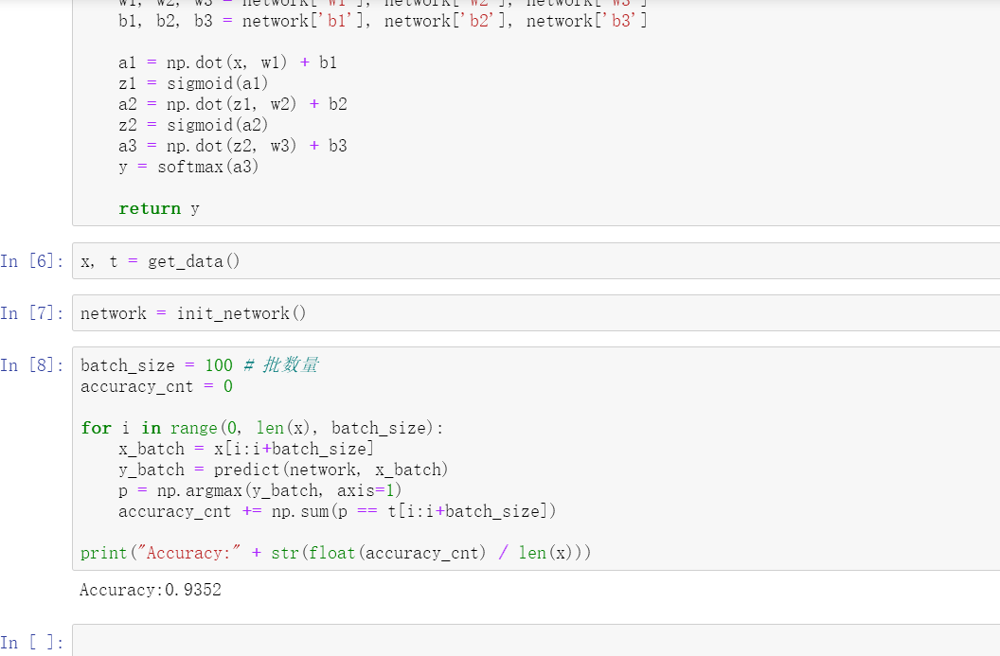 w1, w2, w3 = network['w1'], network['w2'], network['w3']
b1, b2, b3 = network['b1'], network['b2'], network['b3']
a1 = np.dot(x, w1) + b1
z1 = sigmoid(a1)
a2 = np.dot(z1, w2) + b2
z2 = sigmoid(a2)
a3 = np.dot(z2, w3) + b3
y = softmax(a3)
return y
In [6]: x, t = get_data()
In [7]: network = init_network()
In [8]: batch_size = 100 # 批数量
accuracy_cnt = 0
for i in range(0, len(x), batch_size):
x_batch = x[i:i+batch_size]
y_batch = predict(network, x_batch)
p = np.argmax(y_batch, axis=1)
accuracy_cnt += np.sum(p == t[i:i+batch_size])
print("Accuracy:" + str(float(accuracy_cnt) / len(x)))
Accuracy:0.9352
In [ ]: